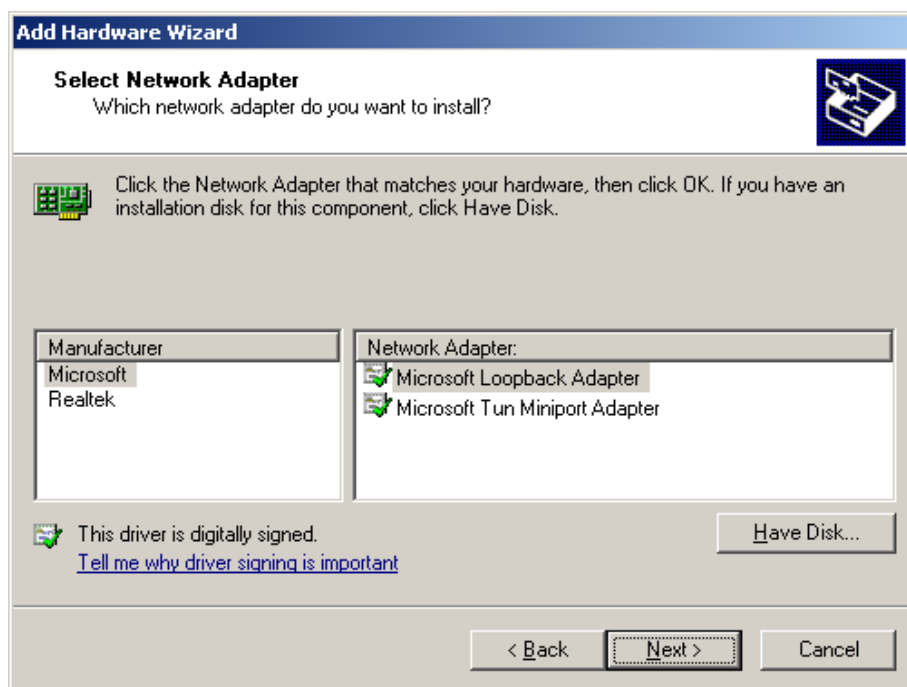 Add Hardware Wizard
Select Network Adapter
Which network adapter do you want to install?
Click the Network Adapter that matches your hardware, then click OK. If you have an
installation disk for this component, click Have Disk.
Manufacturer
Microsoft
Realtek
Network Adapter:
Microsoft Loopback Adapter
Microsoft Tun Miniport Adapter
This driver is digitally signed.
Tell me why driver signing is important
Have Disk...
< Back
Next >
Cancel